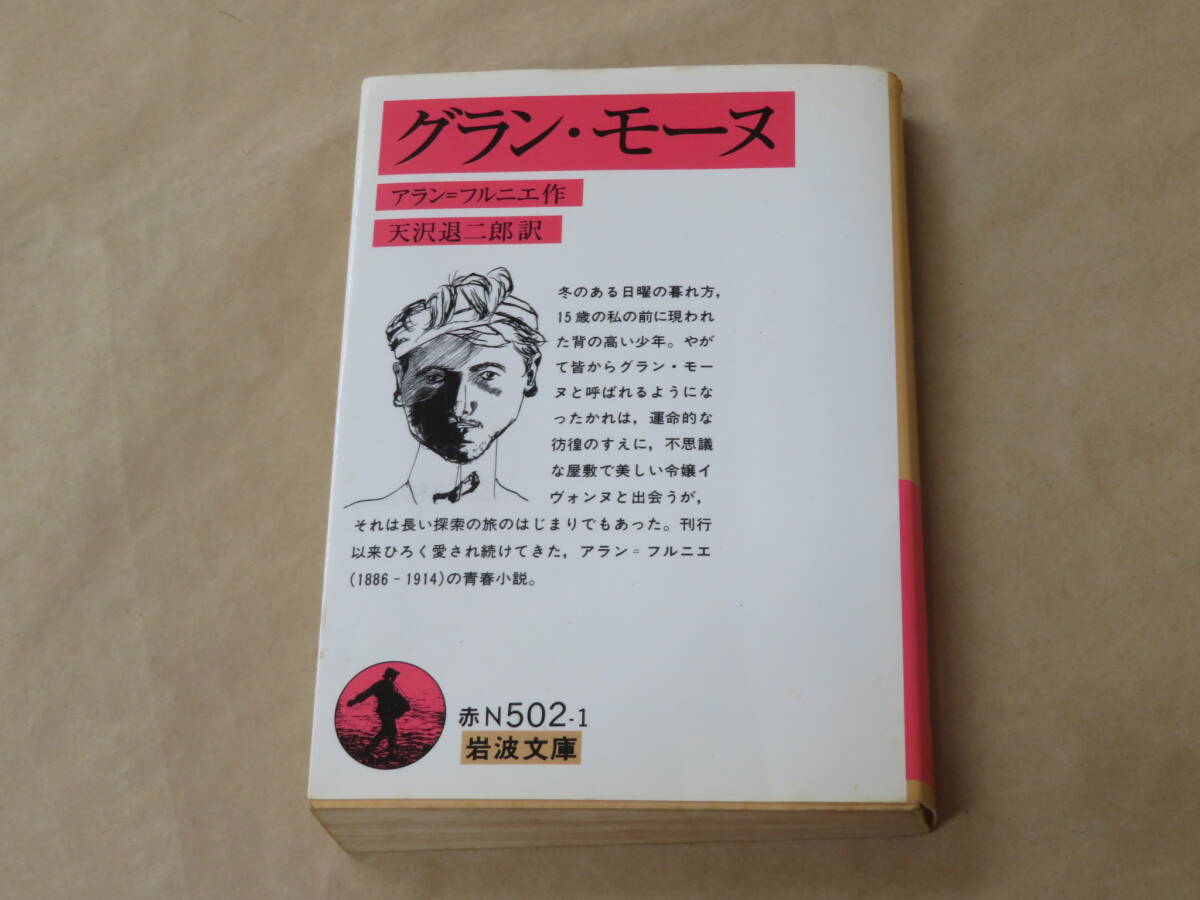 グラン・モーヌ
アラン=フルニエ作
天沢退二郎訳
冬のある日曜の暮れ方，
15歳の私の前に現われ
た背の高い少年。やが
て皆からグラン・モー
ヌと呼ばれるようにな
ったかれは，運命的な
彷徨のすえに，不思議
な屋敷で美しい令嬢イ
ヴォンヌと出会うが，
それは長い探索の旅のはじまりでもあった。刊行
以来ひろく愛され続けてきた，アラン＝フルニエ
(1886－1914)の青春小説。
赤N502-1
岩波文庫